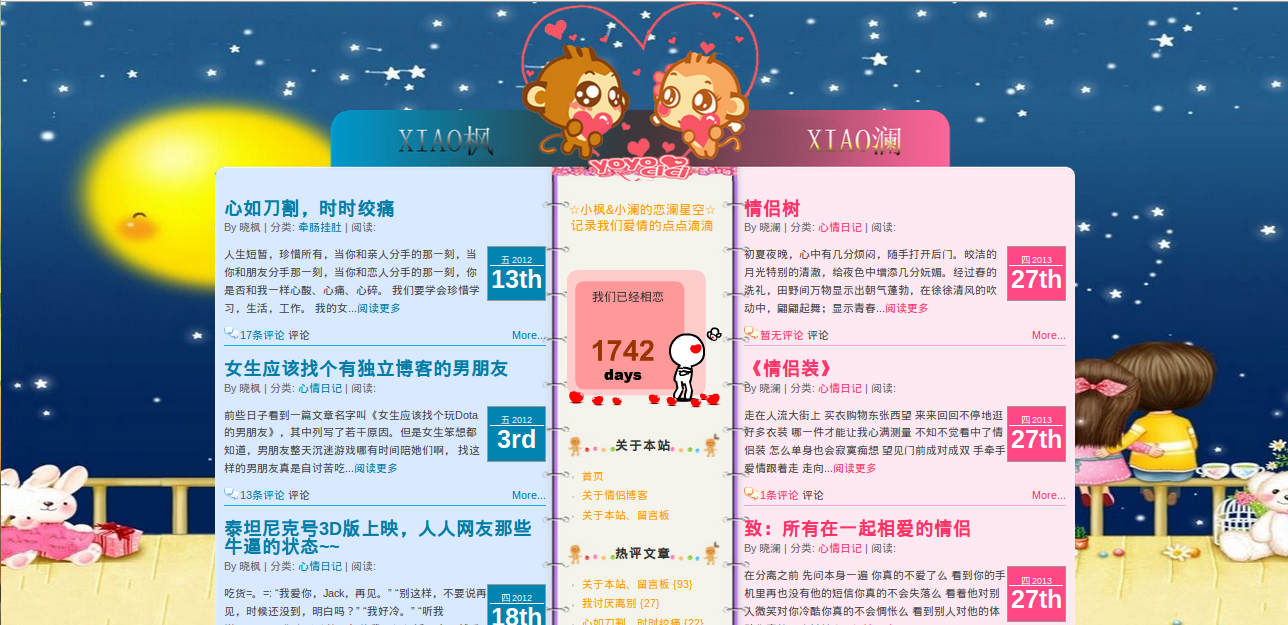 XIAO枫
XIAO澜
yoyo
cici
心如刀割，时时绞痛
By 晓枫 | 分类: 牵肠挂肚 | 阅读:
人生短暂，珍惜所有，当你和亲人分手的那一刻，当
你和朋友分手那一刻，当你和恋人分手的那一刻，你
是否和我一样心酸、心痛、心碎。 我们要学会珍惜学
习，生活，工作。 我的女...阅读更多
五 2012
13th
17条评论 评论
More...
女生应该找个有独立博客的男朋友
By 晓枫 | 分类: 心情日记 | 阅读:
前些日子看到一篇文章名字叫《女生应该找个玩Dota
的男朋友》，其中列写了若干原因。但是女生笨想都
知道，男朋友整天沉迷游戏哪有时间陪她们啊， 找这
样的男朋友真是自讨苦吃...阅读更多
五 2012
3rd
13条评论 评论
More...
泰坦尼克号3D版上映，人人网友那些
牛逼的状态~~
By 晓枫 | 分类: 心情日记 | 阅读:
吃货=。=: “我爱你，Jack，再见。” “别这样，不要说再
见，时候还没到，明白吗？” “我好冷。” “听我
四 2012
18th
☆小枫&小澜的恋澜星空☆
记录我们爱情的点点滴滴
我们已经相恋
1742
days
关于本站
首页
关于情侣博客
关于本站、留言板
热评文章
关于本站、留言板 {93}
我讨厌离别 {27}
心如刀割，时时绞痛 {22}
情侣树
By 晓澜 | 分类: 心情日记 | 阅读:
初夏夜晚，心中有几分烦闷，随手打开后门。皎洁的
月光特别的清澈，给夜色中增添几分妩媚。经过春的
洗礼，田野间万物显示出朝气蓬勃，在徐徐清风的吹
动中，翩翩起舞；显示青春...阅读更多
四 2013
27th
暂无评论 评论
More...
《情侣装》
By 晓澜 | 分类: 心情日记 | 阅读:
走在人流大街上 买衣购物东张西望 来来回回不停地逛
好多衣装 哪一件才能让我心满测量 不知不觉看中了情
侣装 怎么单身也会寂寞痴想 望见门前成对成双 手牵手
爱情跟着走 走向...阅读更多
四 2013
27th
1条评论 评论
More...
致：所有在一起相爱的情侣
By 晓澜 | 分类: 心情日记 | 阅读:
在分离之前 先问本身一遍 你真的不爱了么 看到你的手
机里再也没有他的短信你真的不会失落么 看着他对别
人微笑对你冷酷你真的不会惆怅么 看到别人对他的体
四 2013
27th